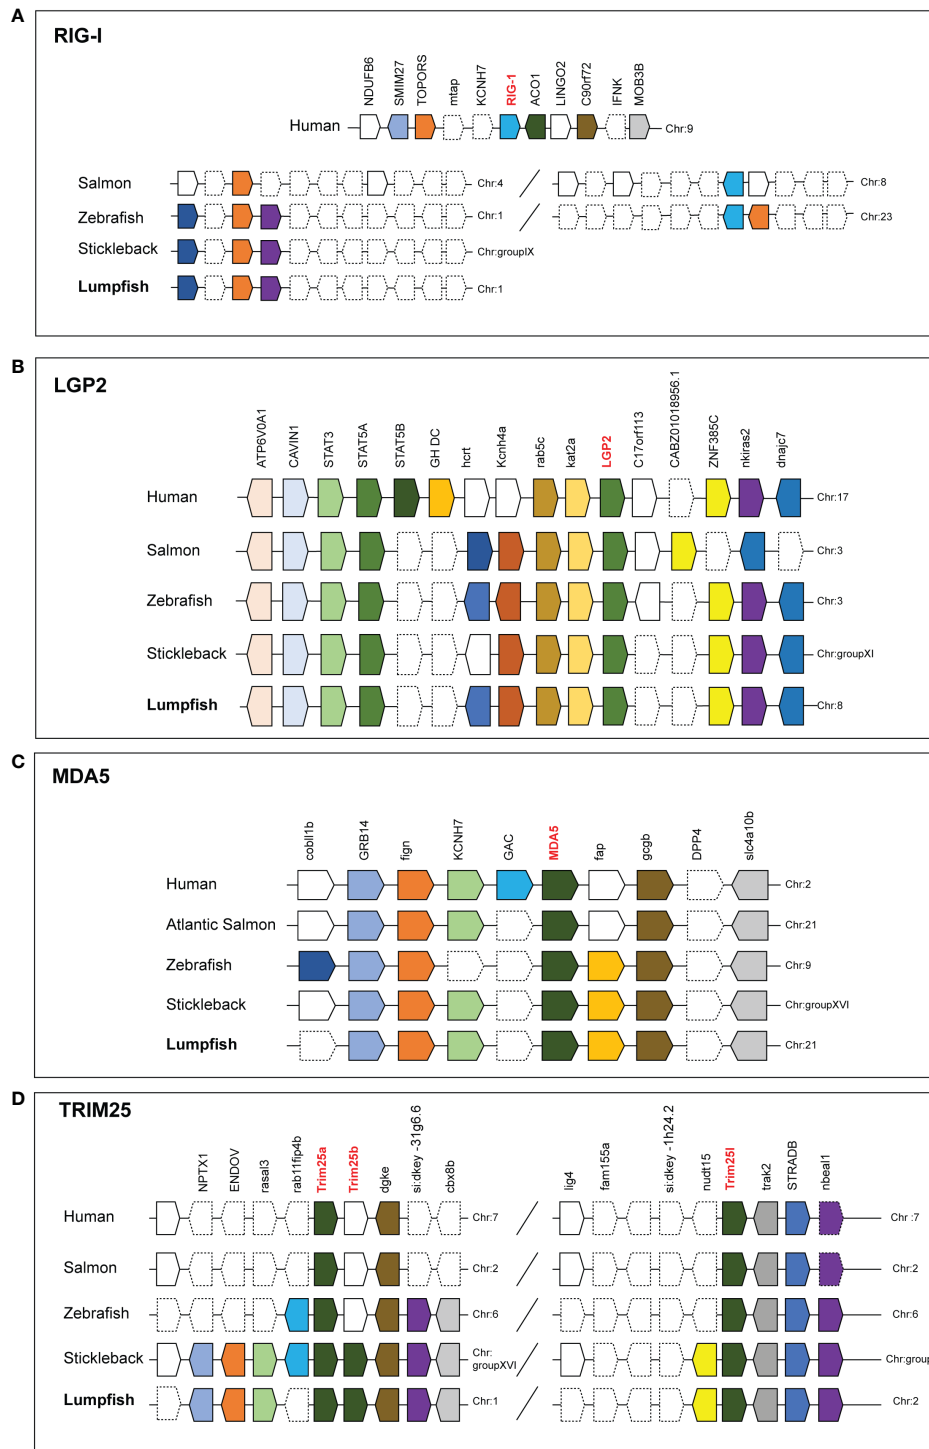 A
RIG-I
NDUFB6 SMIM27 TOPORS mtap KCNH7 RIG-1 ACO1 LINGO2 C90rf72 IFNK MOB3B
Human Chr:9
Salmon Chr:4 Chr:8
Zebrafish Chr:1 Chr:23
Stickleback Chr:groupIX
Lumpfish Chr:1
B
LGP2
ATP6V0A1 CAVIN1 STAT3 STAT5A STAT5B GH DC hcrt Kcnh4a rab5c kat2a LGP2 C17orf113 CABZ01018956.1 ZNF385C nkiras2 dnajc7
Human Chr:17
Salmon Chr:3
Zebrafish Chr:3
Stickleback Chr:groupXI
Lumpfish Chr:8
C
MDA5
cobll1b GRB14 fign KCNH7 GAC MDA5 fap gcgb DPP4 slc4a10b
Human Chr:2
Atlantic Salmon Chr:21
Zebrafish Chr:9
Stickleback Chr:groupXVI
Lumpfish Chr:21
D
TRIM25
NPTX1 ENDOV rasal3 rab11fip4b Trim25a Trim25b dgke si:dkey -31g6.6 cbx8b lig4 fam155a si:dkey -1h24.2 nudt15 Trim25l trak2 STRADB nbeal1
Human Chr:7 Chr :7
Salmon Chr:2 Chr:2
Zebrafish Chr:6 Chr:6
Stickleback Chr: groupXVI Chr:group
Lumpfish Chr:1 Chr:2